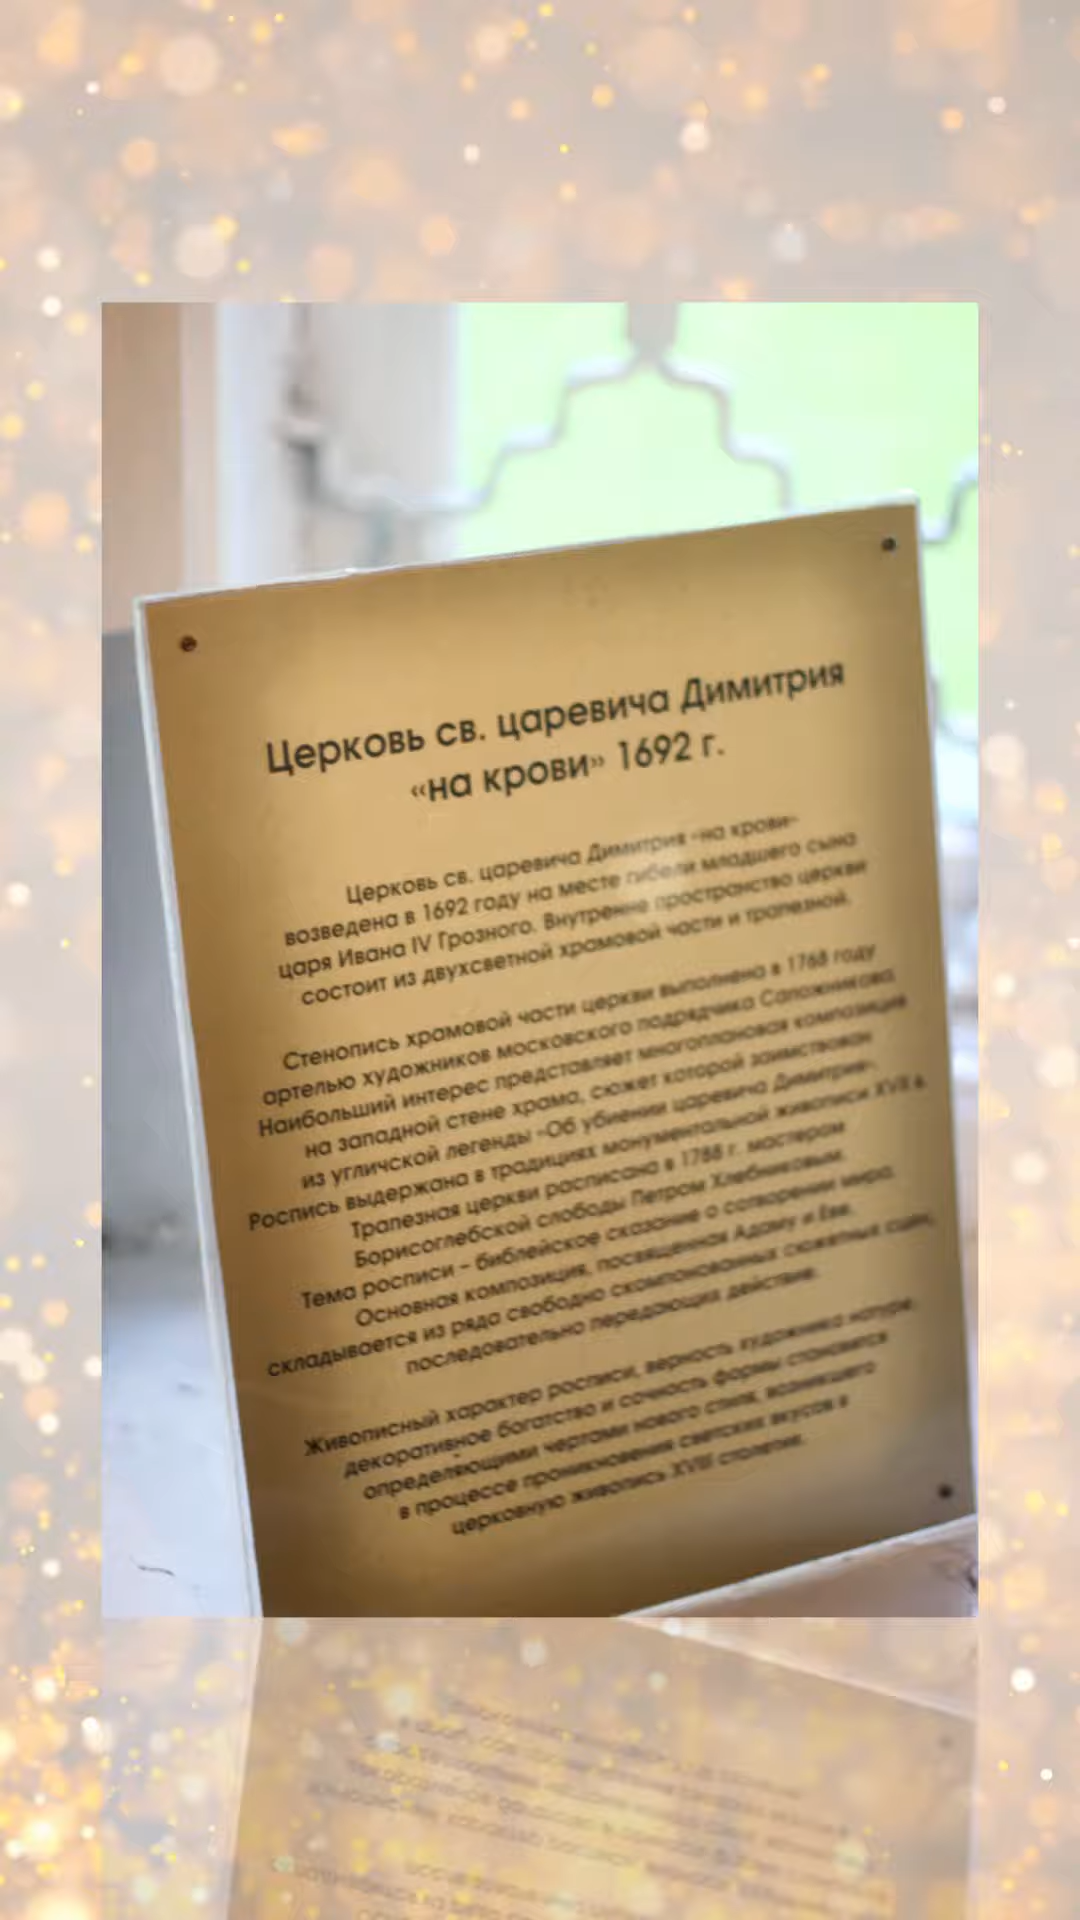 Церковь св. царевича Димитрия
«на крови» 1692 г.
Церковь св. царевича Димитрия «на крови»
возведена в 1692 году на месте гибели младшего сына
царя Ивана IV Грозного. Внутренне пространство церкви
состоит из двухсветной храмовой части и трапезной.
Стенопись храмовой части церкви выполнена в 1768 году
артелью художников московского подрядчика Сапожникова.
Наибольший интерес представляет многоплановая композиция
на западной стене храма, сюжет которой заимствован
из угличской легенды «Об убиении царевича Димитрия».
Роспись выдержана в традициях монументальной живописи XVII в.
Трапезная церкви расписана в 1788 г. мастером
Борисоглебской слободы Петром Хлебниковым.
Тема росписи – библейское сказание о сотворении мира.
Основная композиция, посвященная Адаму и Еве,
складывается из ряда свободно скомпонованных сюжетных сцен,
последовательно передающих действие.
Живописный характер росписи, верность художника натуре,
декоративное богатство и сочность формы становятся
определяющими чертами нового стиля, возникшего
в процессе проникновения светских вкусов в
церковную живопись XVIII столетия.